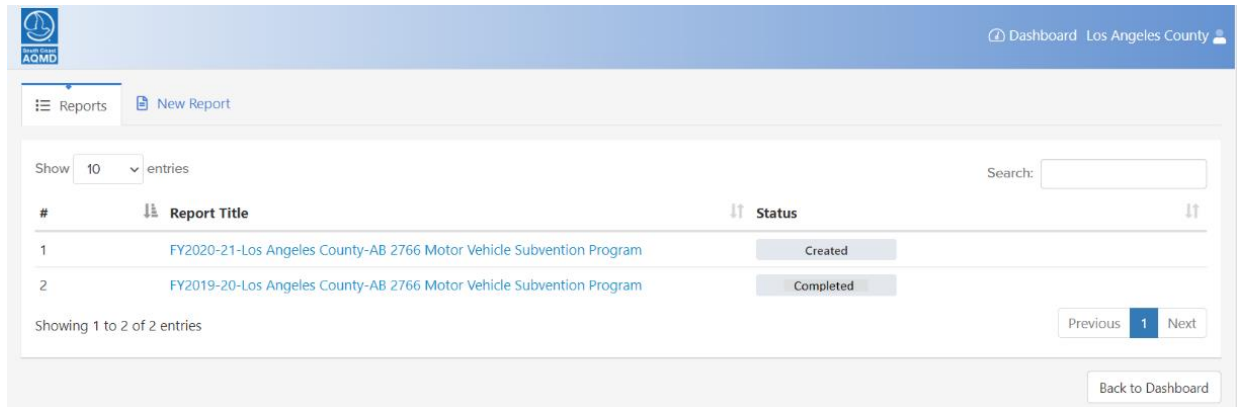 South Coast
AQMD
Dashboard Los Angeles County
Reports New Report
Show 10 entries Search:
# Report Title Status
1 FY2020-21-Los Angeles County-AB 2766 Motor Vehicle Subvention Program Created
2 FY2019-20-Los Angeles County-AB 2766 Motor Vehicle Subvention Program Completed
Showing 1 to 2 of 2 entries Previous 1 Next
Back to Dashboard